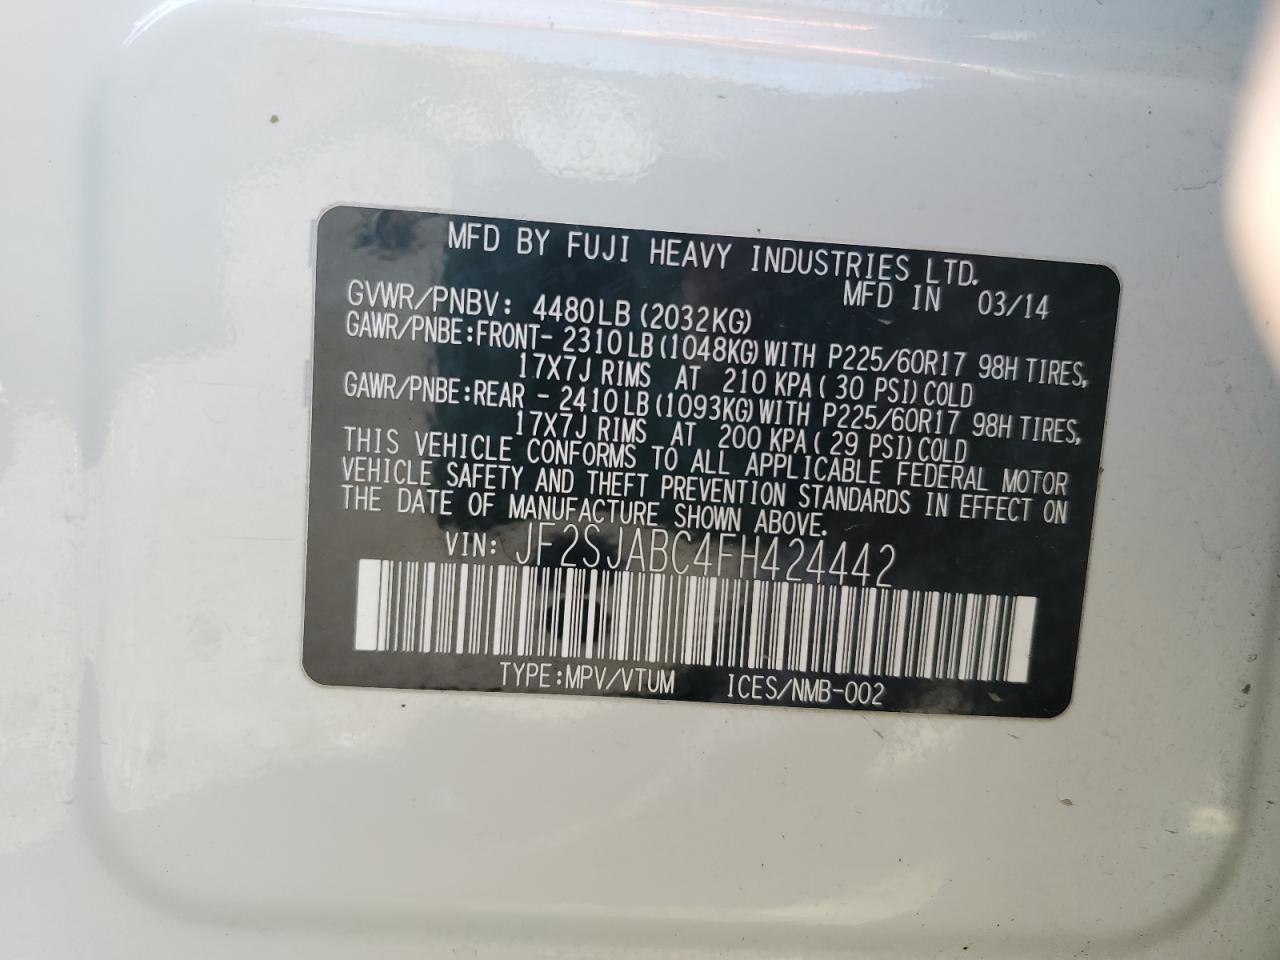 MFD BY FUJI HEAVY INDUSTRIES LTD.
MFD IN 03/14
GVWR/PNBV: 4480LB(2032KG)
GAWR/PNBE:FRONT- 2310LB(1048KG)WITH P225/60R17 98H TIRES,
17X7J RIMS AT 210 KPA( 30 PSI)COLD
GAWR/PNBE:REAR - 2410LB(1093KG)WITH P225/60R17 98H TIRES,
17X7J RIMS AT 200 KPA( 29 PSI)COLD
THIS VEHICLE CONFORMS TO ALL APPLICABLE FEDERAL MOTOR
VEHICLE SAFETY AND THEFT PREVENTION STANDARDS IN EFFECT ON
THE DATE OF MANUFACTURE SHOWN ABOVE.
VIN: JF2SJABC4FH424442
TYPE:MPV/VTUM ICES/NMB-002